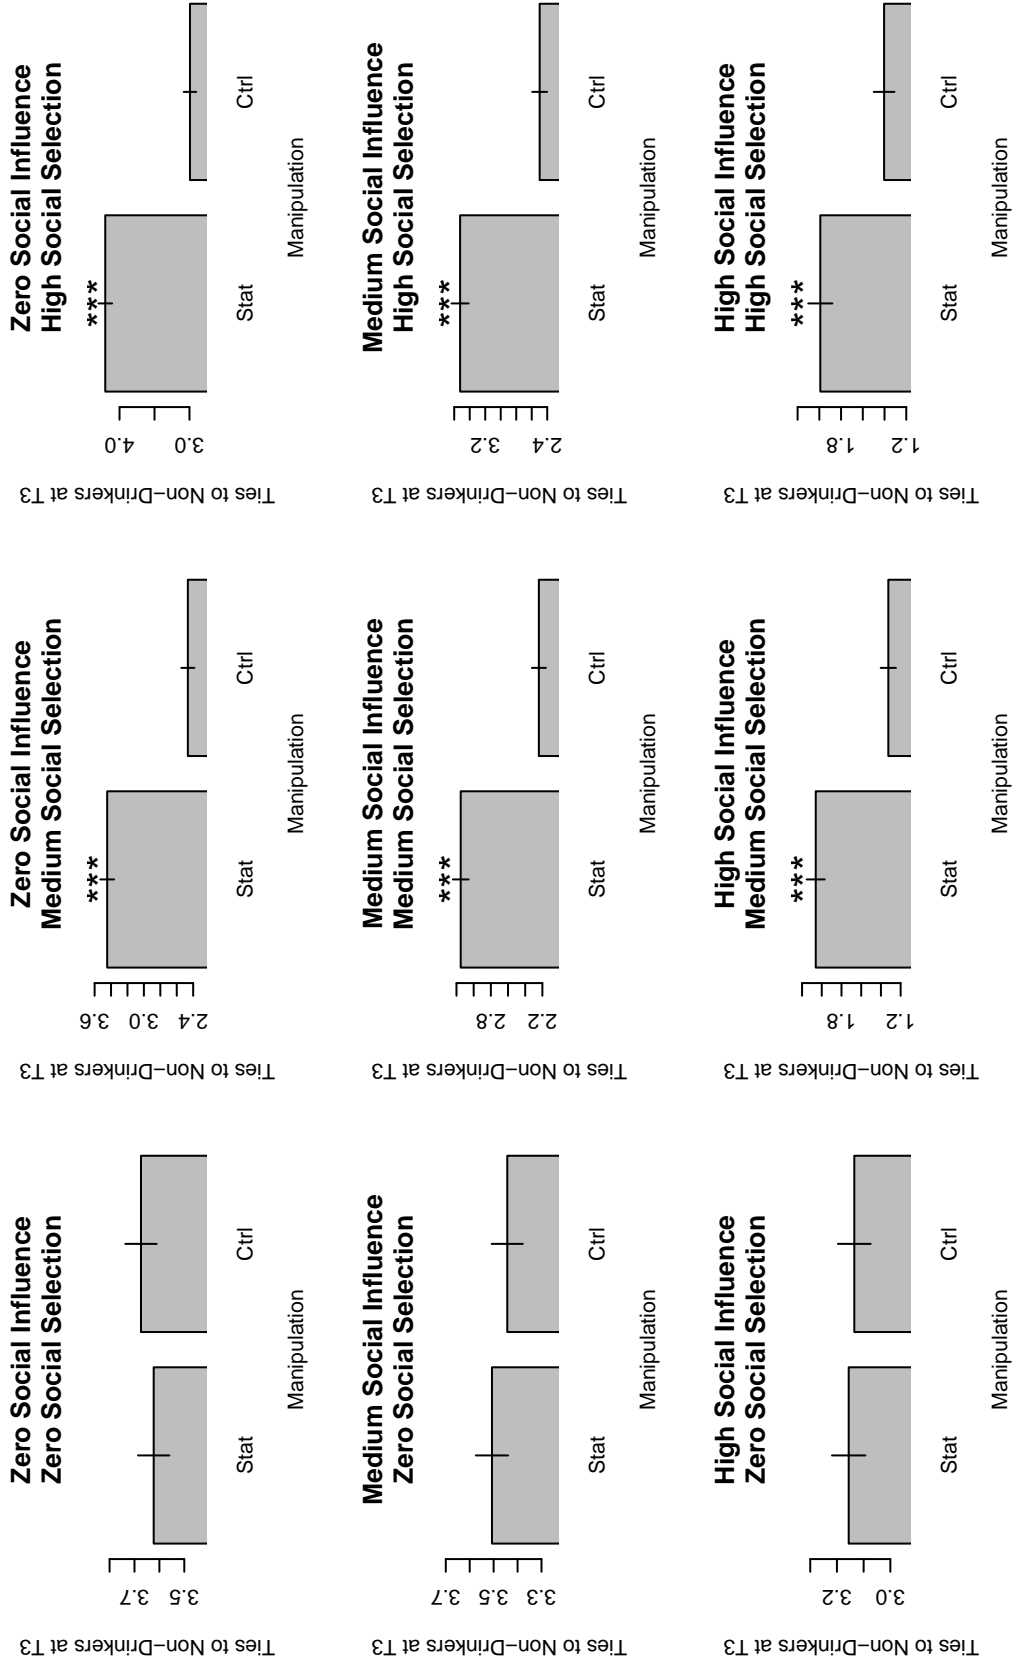 Zero Social Influence
Zero Social Selection
Ties to Non−Drinkers at T3
3.5
3.7
Stat
Ctrl
Manipulation
Zero Social Influence
Medium Social Selection
Ties to Non−Drinkers at T3
2.4
3.0
3.6
***
Stat
Ctrl
Manipulation
Zero Social Influence
High Social Selection
Ties to Non−Drinkers at T3
3.0
4.0
***
Stat
Ctrl
Manipulation
Medium Social Influence
Zero Social Selection
Ties to Non−Drinkers at T3
3.3
3.5
3.7
Stat
Ctrl
Manipulation
Medium Social Influence
Medium Social Selection
Ties to Non−Drinkers at T3
2.2
2.8
***
Stat
Ctrl
Manipulation
Medium Social Influence
High Social Selection
Ties to Non−Drinkers at T3
2.4
3.2
***
Stat
Ctrl
Manipulation
High Social Influence
Zero Social Selection
Ties to Non−Drinkers at T3
3.0
3.2
Stat
Ctrl
Manipulation
High Social Influence
Medium Social Selection
Ties to Non−Drinkers at T3
1.2
1.8
***
Stat
Ctrl
Manipulation
High Social Influence
High Social Selection
Ties to Non−Drinkers at T3
1.2
1.8
***
Stat
Ctrl
Manipulation